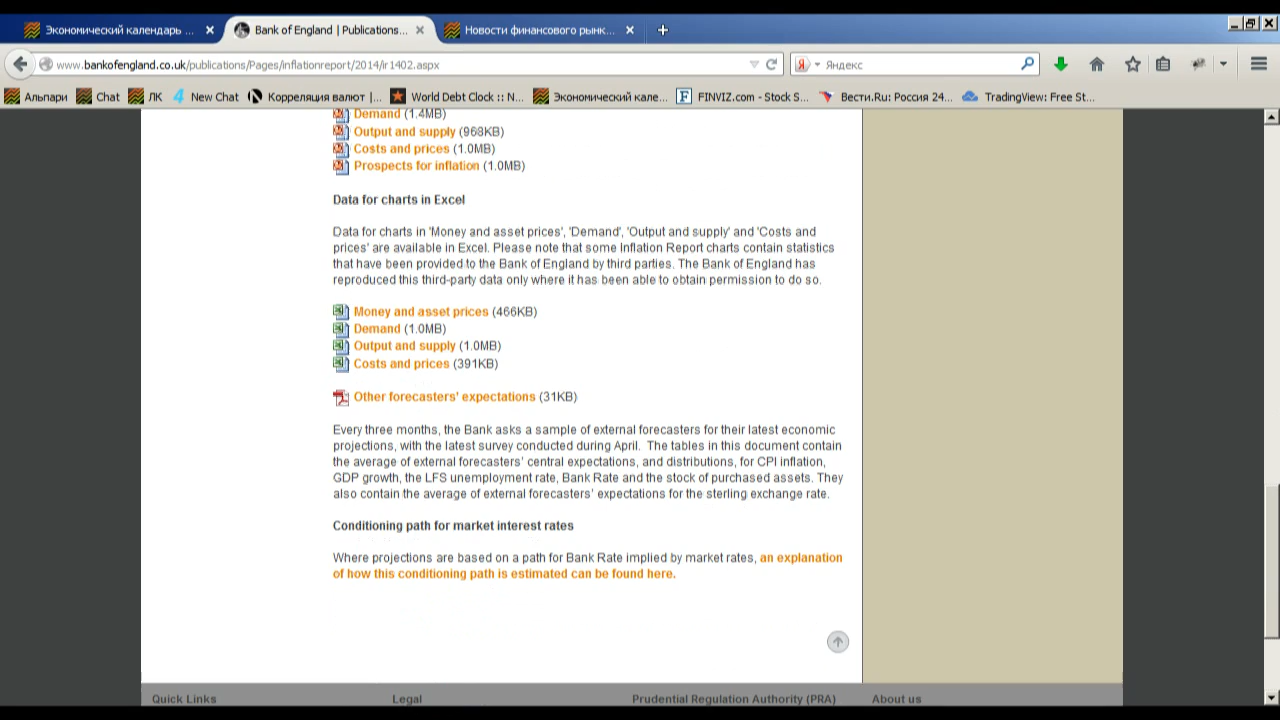 Экономический календарь ...
Bank of England | Publications...
Новости финансового рынк...
www.bankofengland.co.uk/publications/Pages/inflationreport/2014/ir1402.aspx
Яндекс
Альпари
Chat
ЛК
New Chat
Корреляция валют |...
World Debt Clock :: N...
Экономический кале...
FINVIZ.com - Stock S...
Вести.Ru: Россия 24...
TradingView: Free St...
Demand (1.4MB)
Output and supply (968KB)
Costs and prices (1.0MB)
Prospects for inflation (1.0MB)
Data for charts in Excel
Data for charts in 'Money and asset prices', 'Demand', 'Output and supply' and 'Costs and
prices' are available in Excel. Please note that some Inflation Report charts contain statistics
that have been provided to the Bank of England by third parties. The Bank of England has
reproduced this third-party data only where it has been able to obtain permission to do so.
Money and asset prices (466KB)
Demand (1.0MB)
Output and supply (1.0MB)
Costs and prices (391KB)
Other forecasters' expectations (31KB)
Every three months, the Bank asks a sample of external forecasters for their latest economic
projections, with the latest survey conducted during April. The tables in this document contain
the average of external forecasters' central expectations, and distributions, for CPI inflation,
GDP growth, the LFS unemployment rate, Bank Rate and the stock of purchased assets. They
also contain the average of external forecasters' expectations for the sterling exchange rate.
Conditioning path for market interest rates
Where projections are based on a path for Bank Rate implied by market rates, an explanation
of how this conditioning path is estimated can be found here.
Quick Links
Legal
Prudential Regulation Authority (PRA)
About us